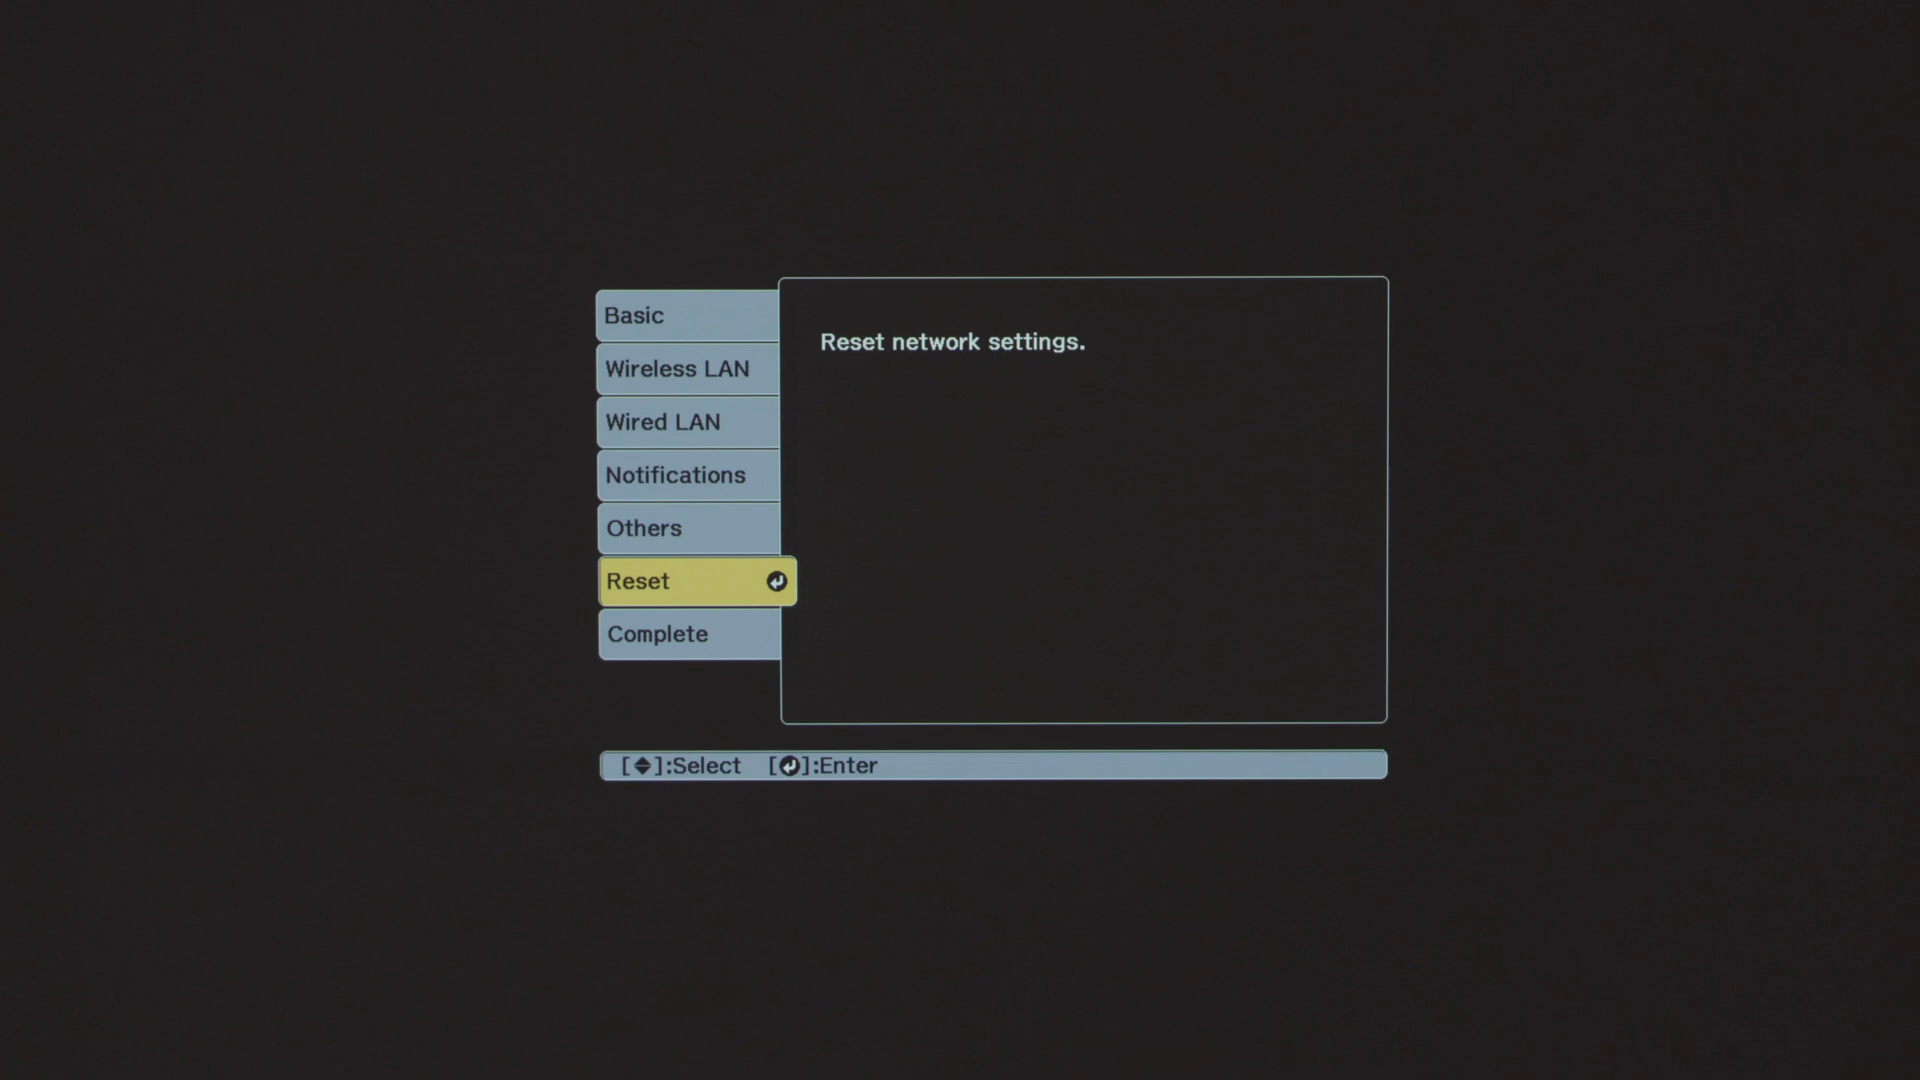 Basic
Wireless LAN
Wired LAN
Notifications
Others
Reset
Complete
Reset network settings.
[◆]:Select [↵]:Enter